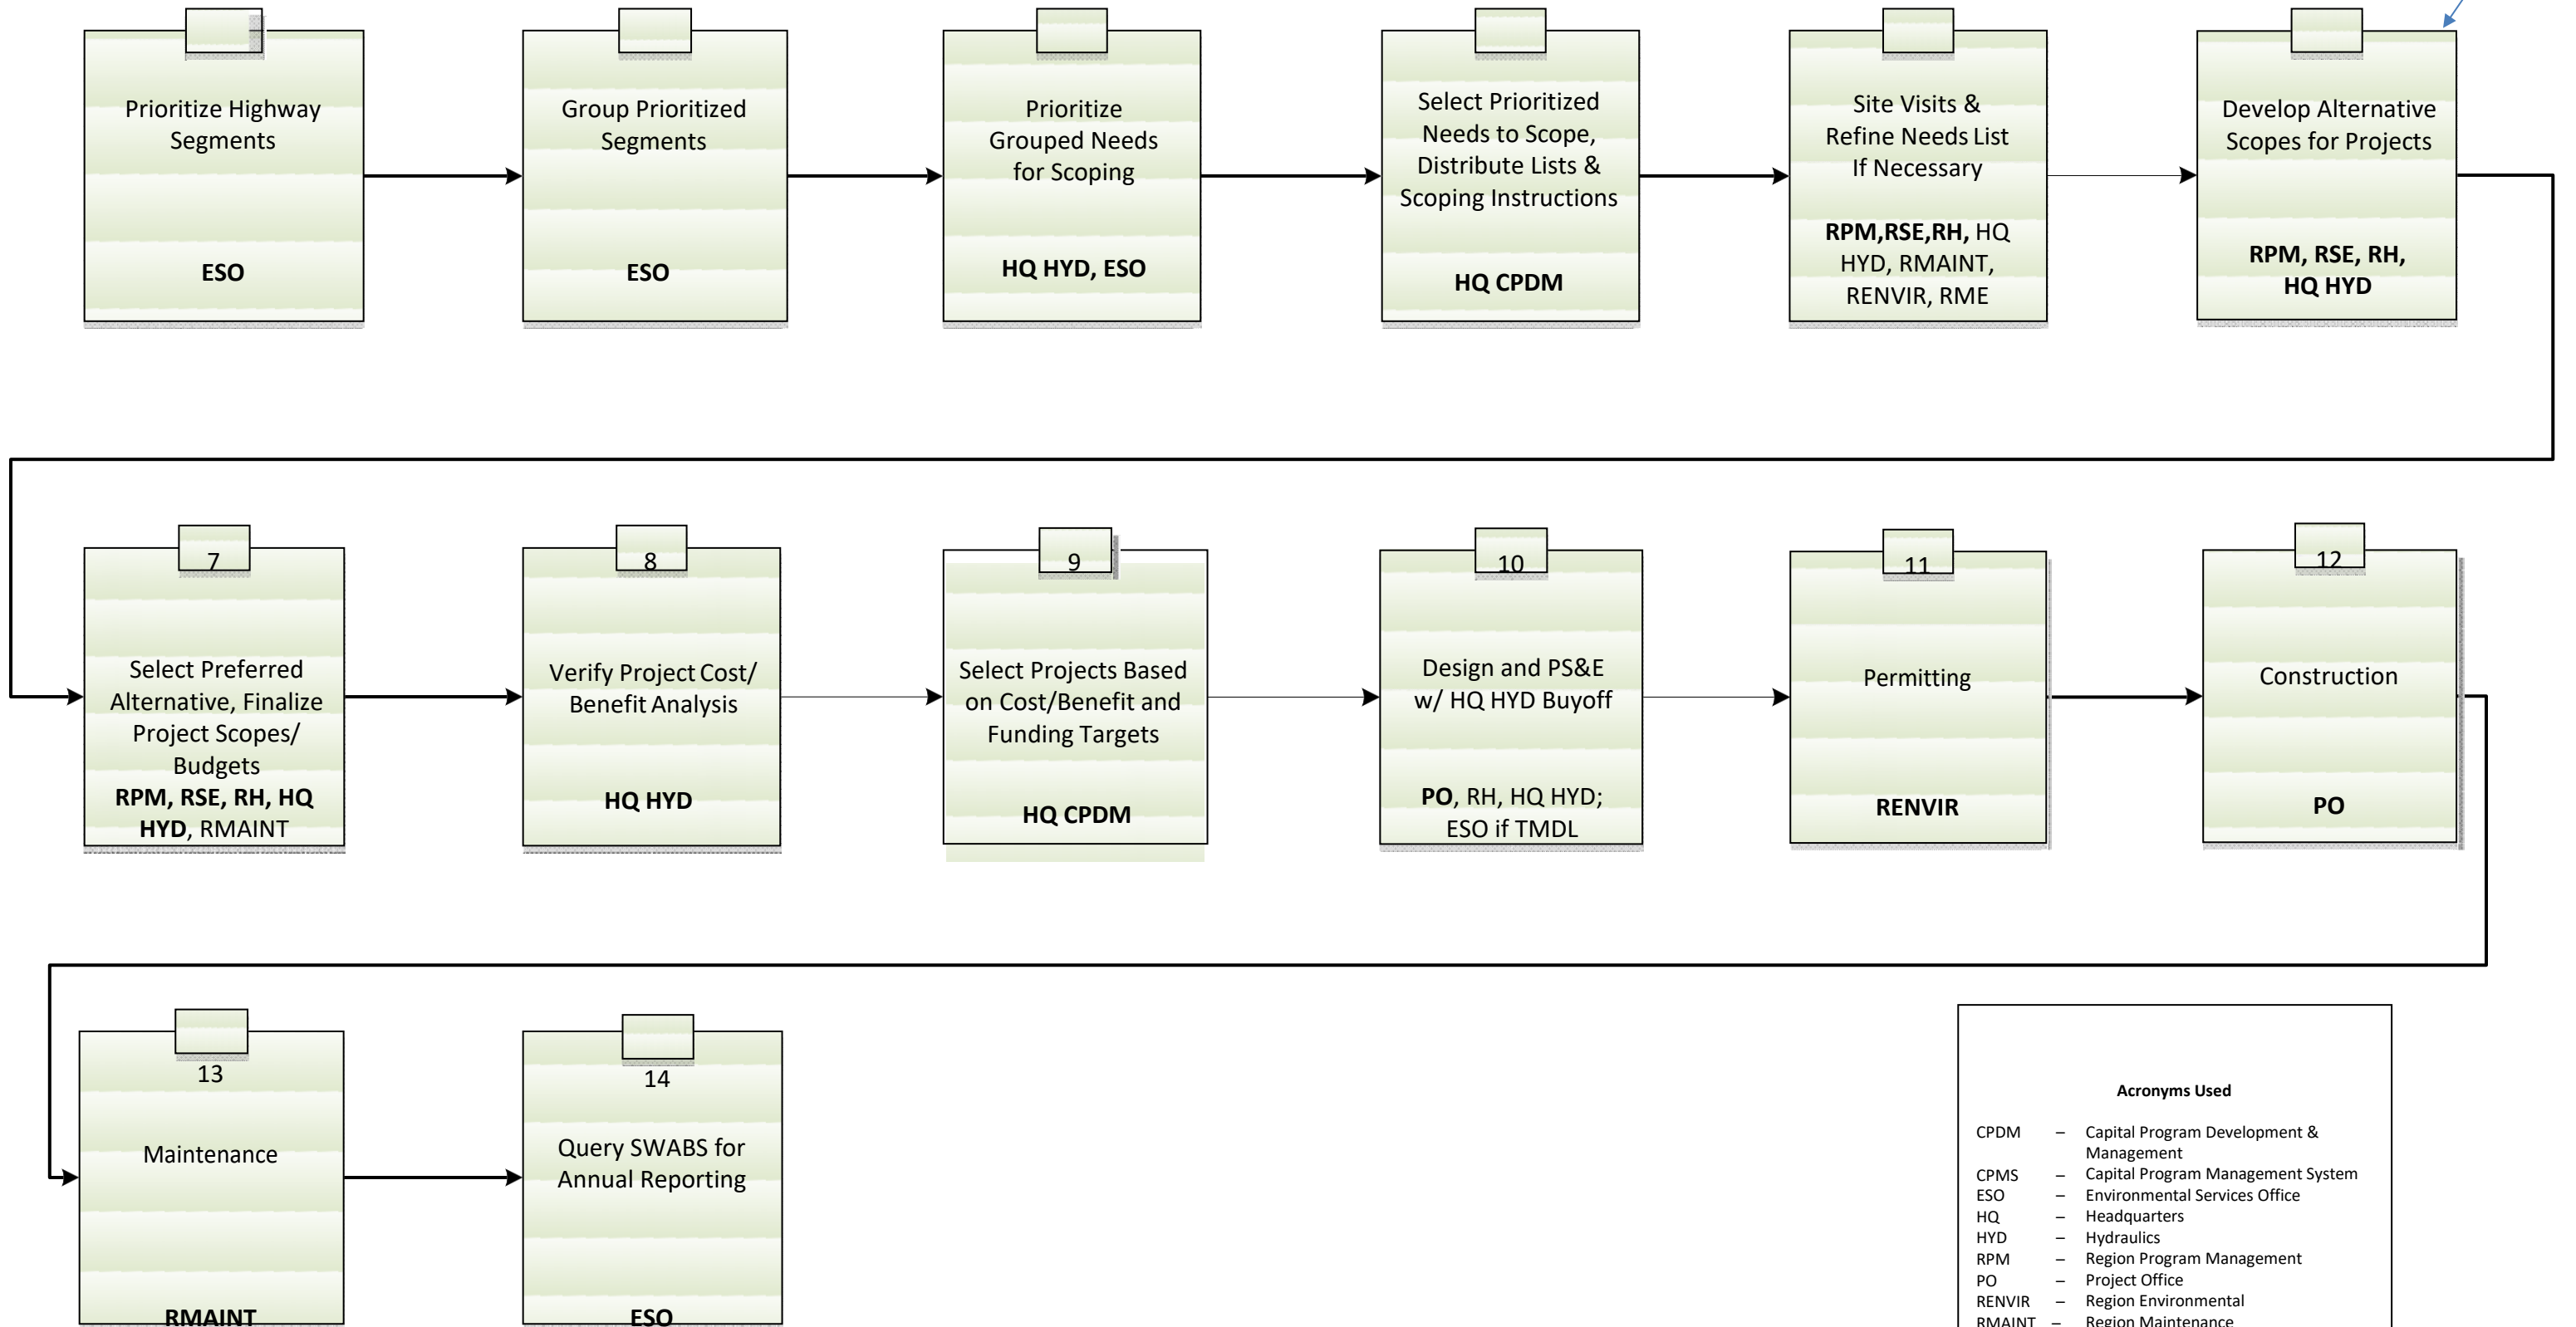 Prioritize Highway
Segments
ESO
Group Prioritized
Segments
ESO
Prioritize
Grouped Needs
for Scoping
HQ HYD, ESO
Select Prioritized
Needs to Scope,
Distribute Lists &
Scoping Instructions
HQ CPDM
Site Visits &
Refine Needs List
If Necessary
RPM,RSE,RH, HQ
HYD, RMAINT,
RENVIR, RME
Develop Alternative
Scopes for Projects
RPM, RSE, RH,
HQ HYD
7
Select Preferred
Alternative, Finalize
Project Scopes/
Budgets
RPM, RSE, RH, HQ
HYD, RMAINT
8
Verify Project Cost/
Benefit Analysis
HQ HYD
9
Select Projects Based
on Cost/Benefit and
Funding Targets
HQ CPDM
10
Design and PS&E
w/ HQ HYD Buyoff
PO, RH, HQ HYD;
ESO if TMDL
11
Permitting
RENVIR
12
Construction
PO
13
Maintenance
RMAINT
14
Query SWABS for
Annual Reporting
ESO
Acronyms Used
CPDM – Capital Program Development &
Management
CPMS – Capital Program Management System
ESO – Environmental Services Office
HQ – Headquarters
HYD – Hydraulics
RPM – Region Program Management
PO – Project Office
RENVIR – Region Environmental
RMAINT – Region Maintenance